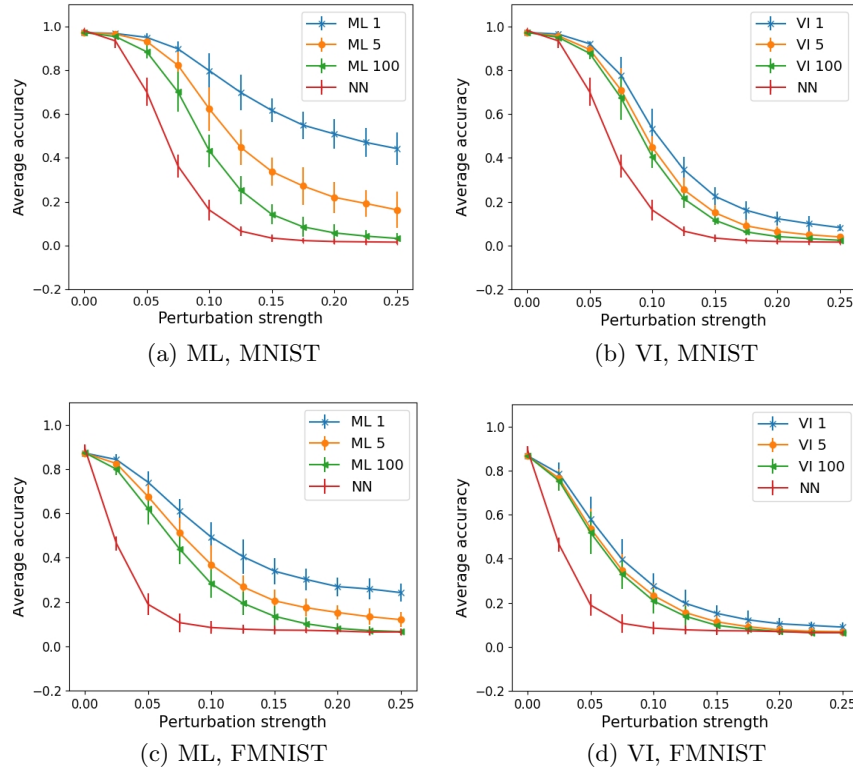 ML 1
ML 5
ML 100
NN
Average accuracy
1.0
0.8
0.6
0.4
0.2
0.0
−0.2
0.00 0.05 0.10 0.15 0.20 0.25
Perturbation strength
(a) ML, MNIST
VI 1
VI 5
VI 100
NN
Average accuracy
1.0
0.8
0.6
0.4
0.2
0.0
−0.2
0.00 0.05 0.10 0.15 0.20 0.25
Perturbation strength
(b) VI, MNIST
ML 1
ML 5
ML 100
NN
Average accuracy
1.0
0.8
0.6
0.4
0.2
0.0
−0.2
0.00 0.05 0.10 0.15 0.20 0.25
Perturbation strength
(c) ML, FMNIST
VI 1
VI 5
VI 100
NN
Average accuracy
1.0
0.8
0.6
0.4
0.2
0.0
−0.2
0.00 0.05 0.10 0.15 0.20 0.25
Perturbation strength
(d) VI, FMNIST